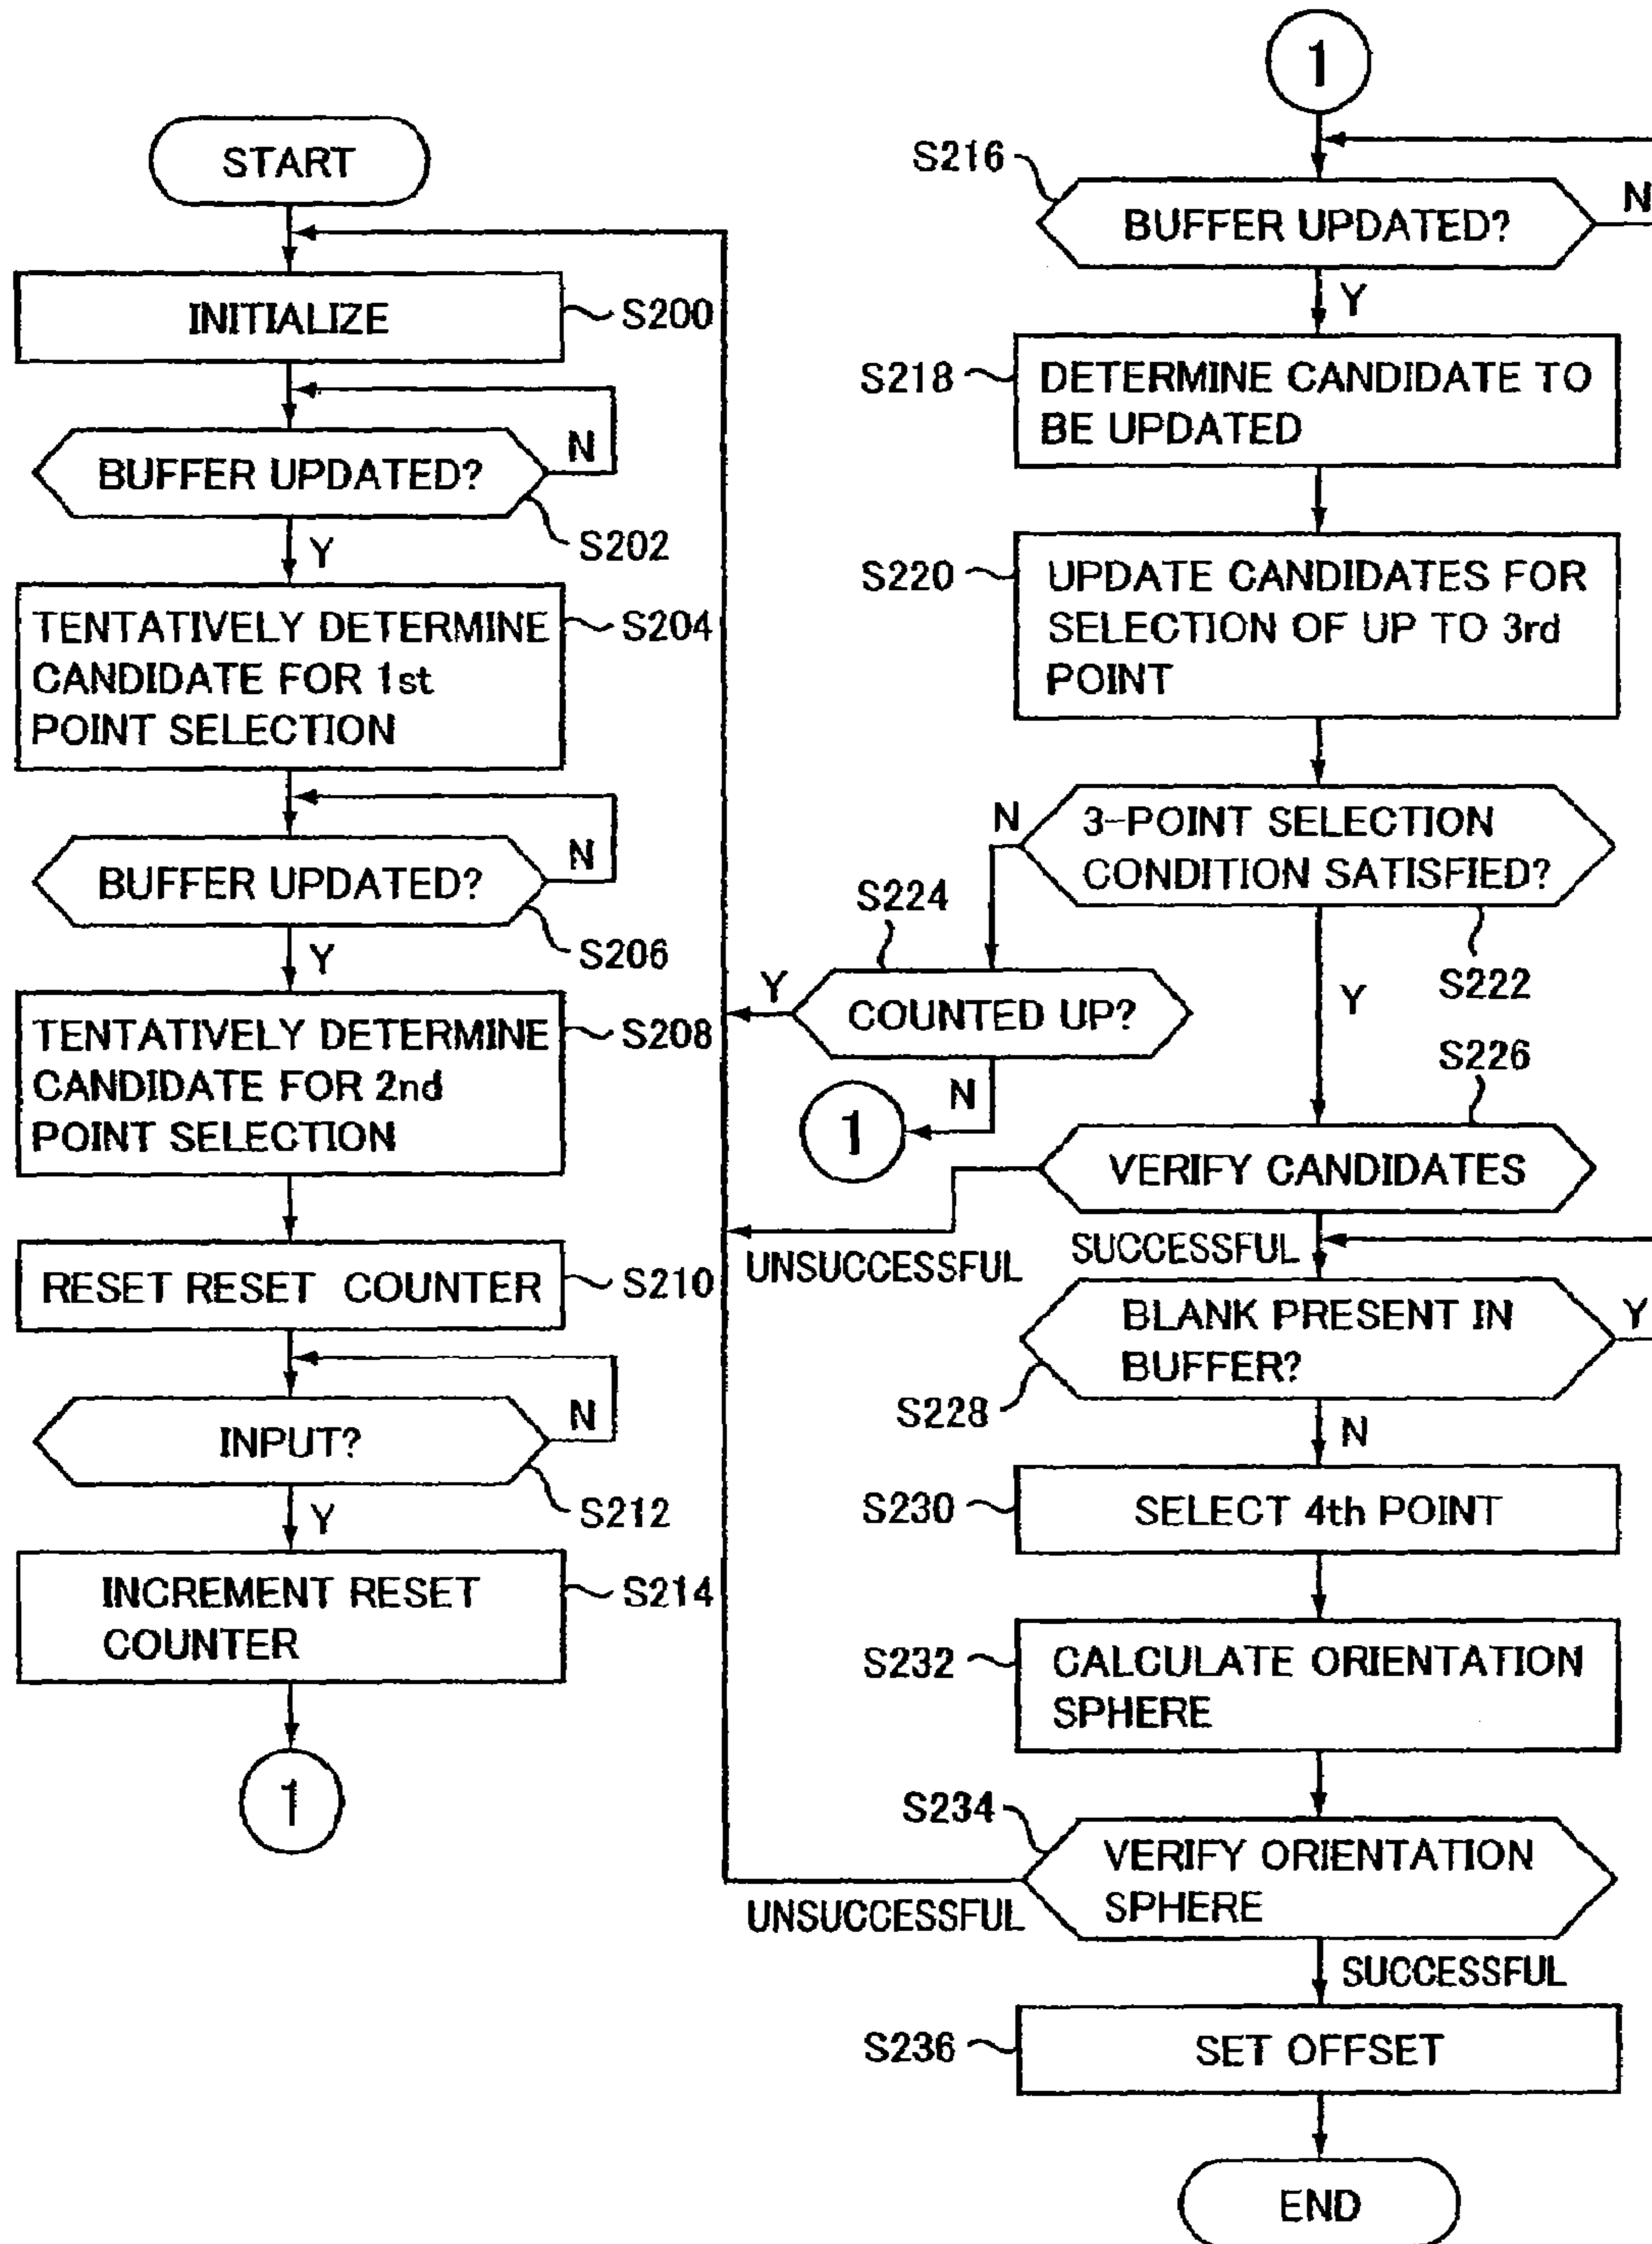 START
INITIALIZE
S200
BUFFER UPDATED?
N
S202
Y
TENTATIVELY DETERMINE
CANDIDATE FOR 1st
POINT SELECTION
S204
BUFFER UPDATED?
N
S206
Y
TENTATIVELY DETERMINE
CANDIDATE FOR 2nd
POINT SELECTION
S208
RESET RESET COUNTER
S210
INPUT?
N
S212
Y
INCREMENT RESET
COUNTER
S214
1
1
S216
BUFFER UPDATED?
N
Y
S218
DETERMINE CANDIDATE TO
BE UPDATED
S220
UPDATE CANDIDATES FOR
SELECTION OF UP TO 3rd
POINT
N
3-POINT SELECTION
CONDITION SATISFIED?
S222
S224
Y
COUNTED UP?
N
1
Y
S226
VERIFY CANDIDATES
UNSUCCESSFUL
SUCCESSFUL
BLANK PRESENT IN
BUFFER?
Y
S228
N
S230
SELECT 4th POINT
S232
CALCULATE ORIENTATION
SPHERE
S234
VERIFY ORIENTATION
SPHERE
UNSUCCESSFUL
SUCCESSFUL
S236
SET OFFSET
END